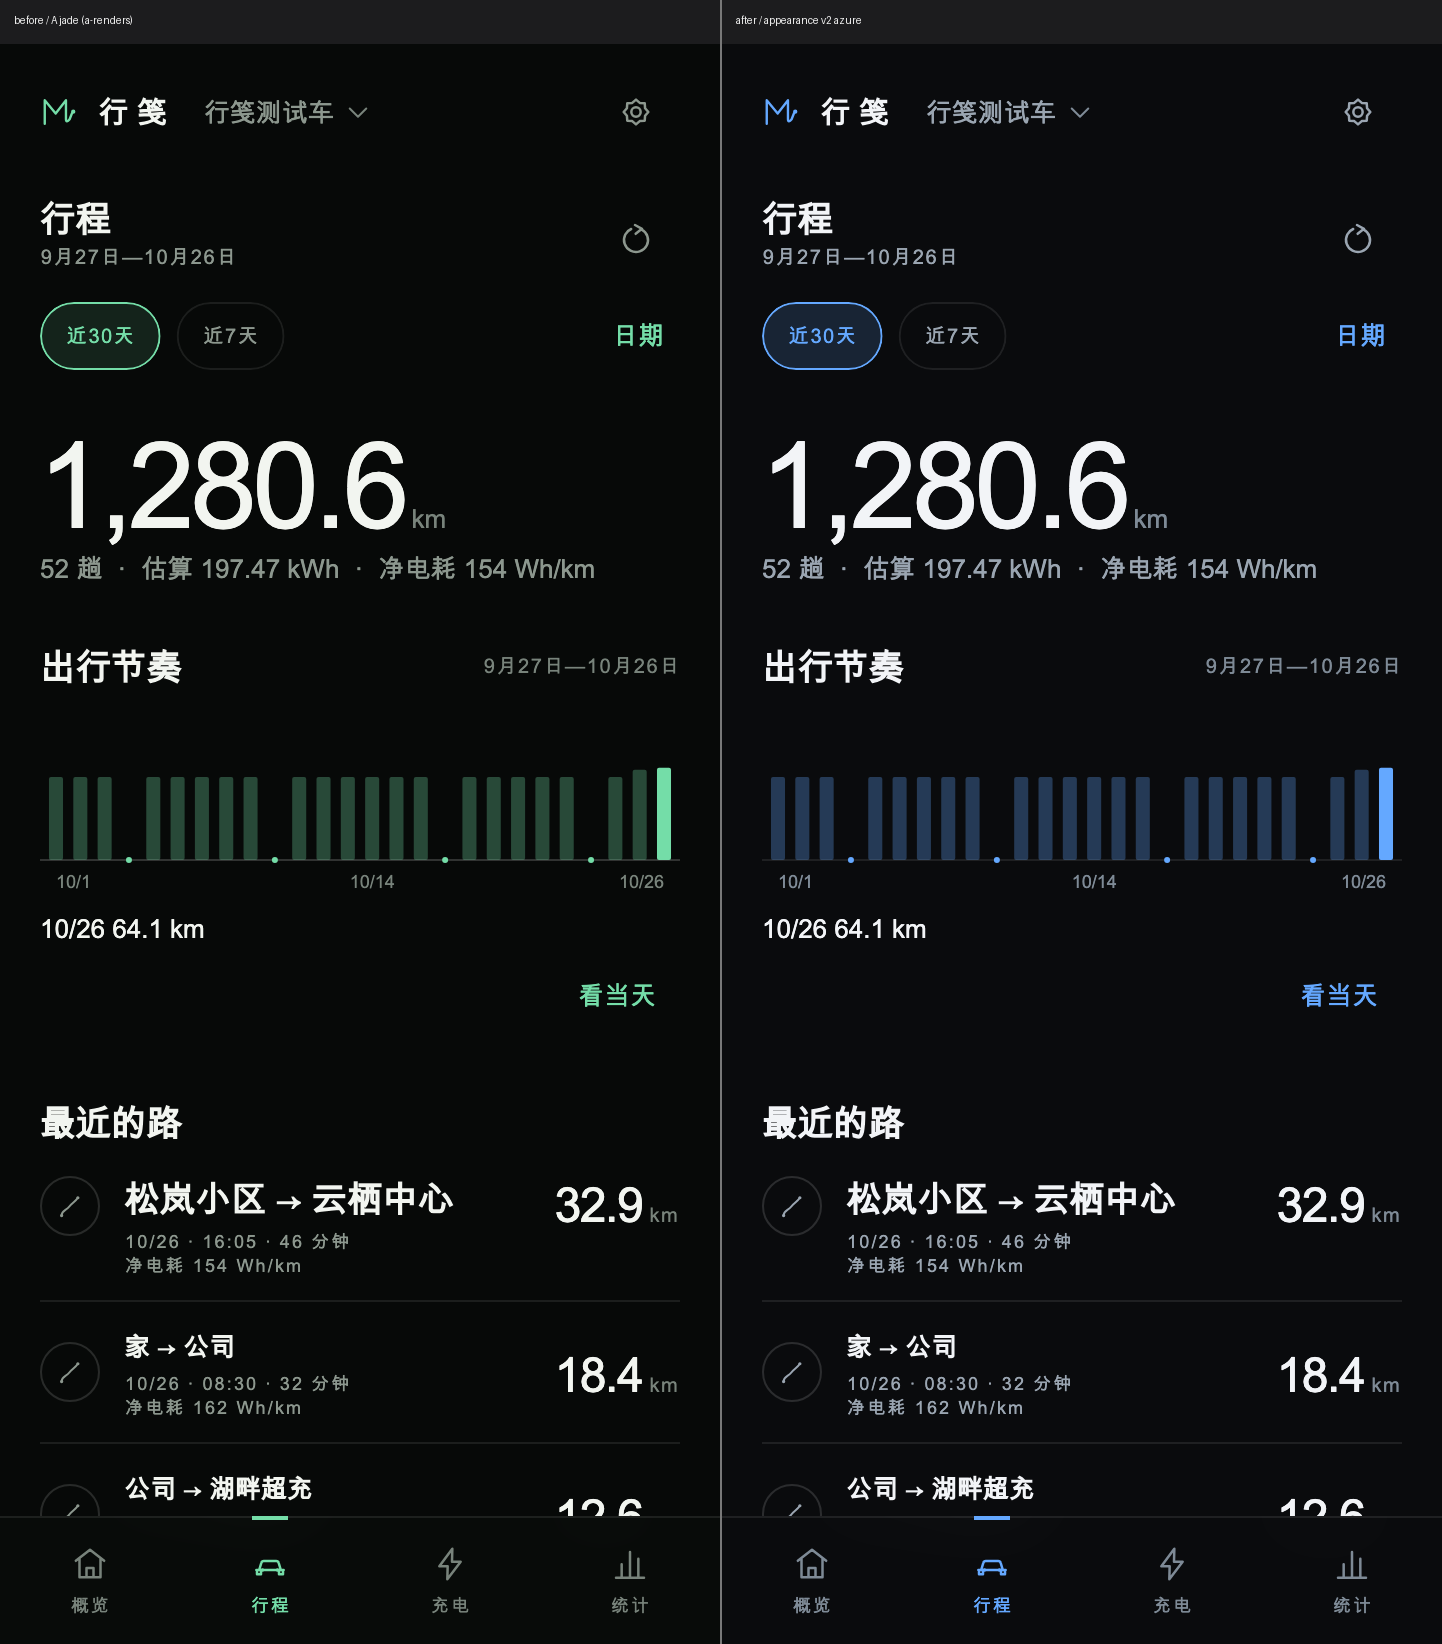 before / A jade (a-renders)
行笺 行笺测试车
行程
9月27日—10月26日
近30天 近7天 日期
1,280.6 km
52 趟 · 估算 197.47 kWh · 净电耗 154 Wh/km
出行节奏 9月27日—10月26日
10/1 10/14 10/26
10/26 64.1 km
看当天
最近的路
松岚小区 → 云栖中心 32.9 km
10/26 · 16:05 · 46 分钟
净电耗 154 Wh/km
家 → 公司 18.4 km
10/26 · 08:30 · 32 分钟
净电耗 162 Wh/km
公司 → 湖畔超充 12.6
概览 行程 充电 统计
after / appearance v2 azure
行笺 行笺测试车
行程
9月27日—10月26日
近30天 近7天 日期
1,280.6 km
52 趟 · 估算 197.47 kWh · 净电耗 154 Wh/km
出行节奏 9月27日—10月26日
10/1 10/14 10/26
10/26 64.1 km
看当天
最近的路
松岚小区 → 云栖中心 32.9 km
10/26 · 16:05 · 46 分钟
净电耗 154 Wh/km
家 → 公司 18.4 km
10/26 · 08:30 · 32 分钟
净电耗 162 Wh/km
公司 → 湖畔超充 12.6
概览 行程 充电 统计